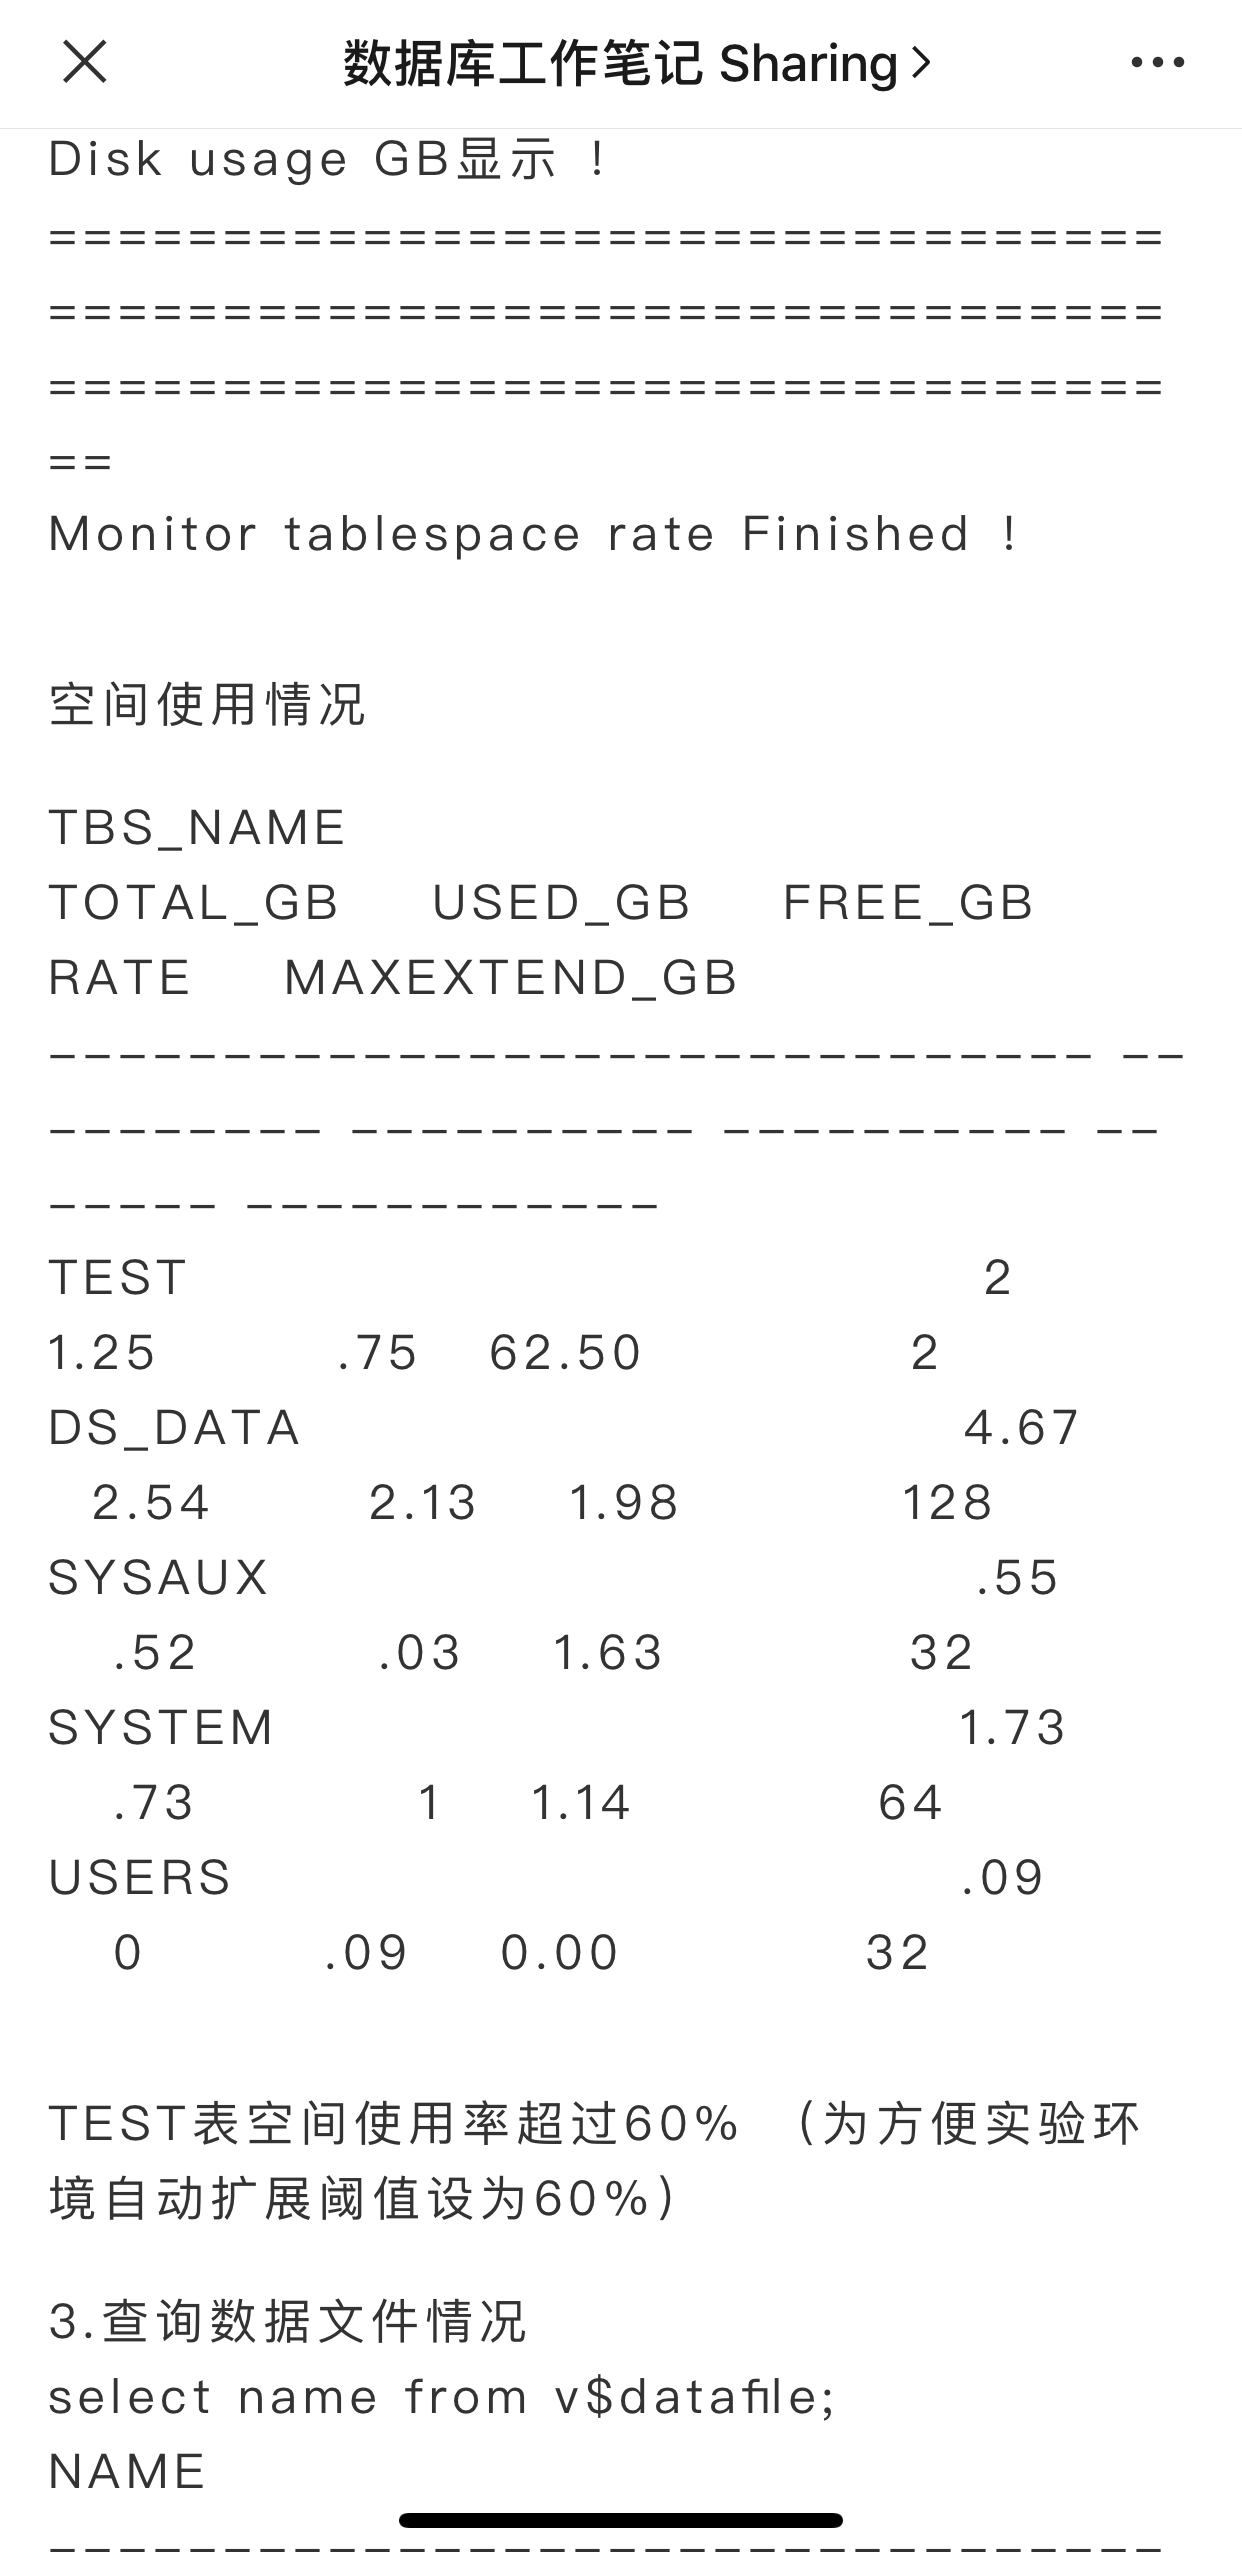 数据库工作笔记 Sharing
Disk usage GB显示 !
================================
================================
================================
==
Monitor tablespace rate Finished !
空间使用情况
TBS_NAME
TOTAL_GB USED_GB FREE_GB
RATE MAXEXTEND_GB
------------------------------ --
-------- ---------- ---------- --
----- ------------
TEST 2
1.25 .75 62.50 2
DS_DATA 4.67
2.54 2.13 1.98 128
SYSAUX .55
.52 .03 1.63 32
SYSTEM 1.73
.73 1 1.14 64
USERS .09
0 .09 0.00 32
TEST表空间使用率超过60% （为方便实验环
境自动扩展阈值设为60%）
3.查询数据文件情况
select name from v$datafile;
NAME
--------------------------------